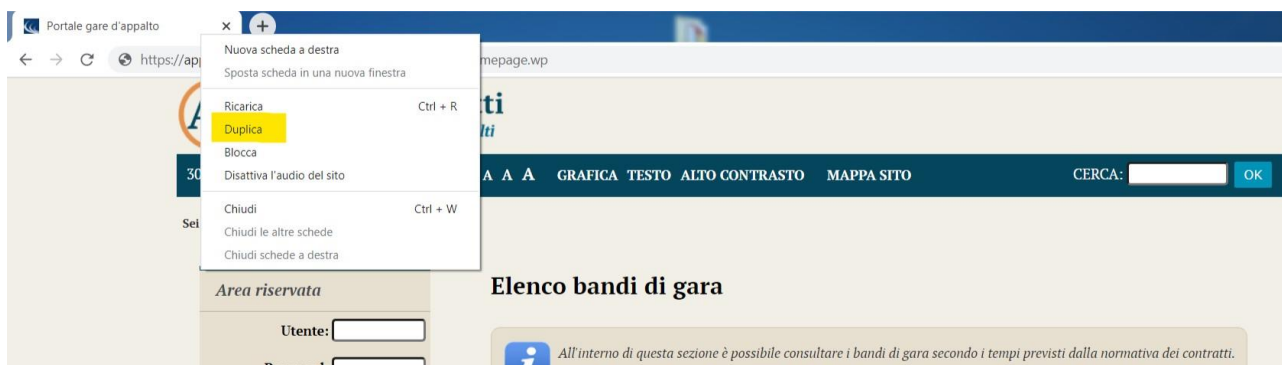 Portale gare d'appalto
https://app
mepage.wp
Nuova scheda a destra
Sposta scheda in una nuova finestra
Ricarica Ctrl + R
Duplica
Blocca
Disattiva l'audio del sito
Chiudi Ctrl + W
Chiudi le altre schede
Chiudi schede a destra
A ti
lti
30 A A A GRAFICA TESTO ALTO CONTRASTO MAPPA SITO CERCA: OK
Sei
Area riservata
Utente:
Elenco bandi di gara
All'interno di questa sezione è possibile consultare i bandi di gara secondo i tempi previsti dalla normativa dei contratti.